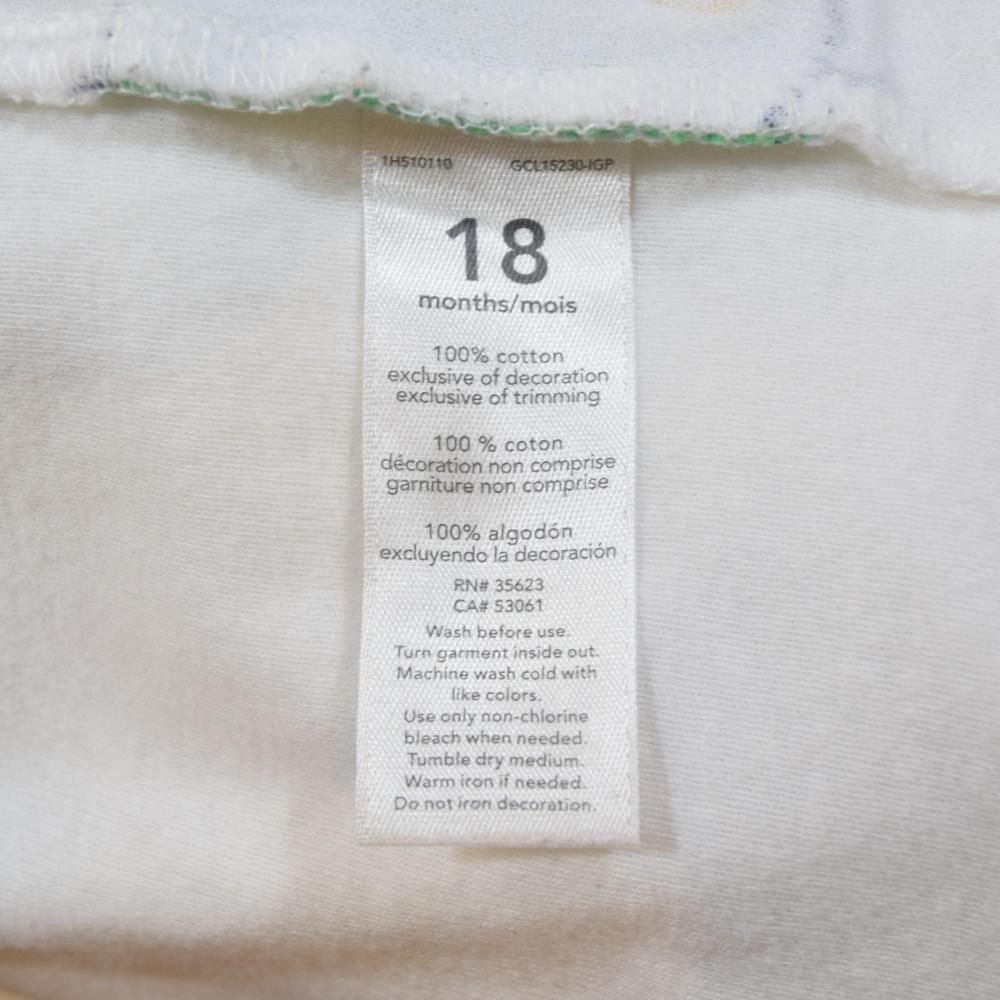 1H510110 GCL15230-IGP
18
months/mois
100% cotton
exclusive of decoration
exclusive of trimming
100 % coton
décoration non comprise
garniture non comprise
100% algodón
excluyendo la decoración
RN# 35623
CA# 53061
Wash before use.
Turn garment inside out.
Machine wash cold with
like colors.
Use only non-chlorine
bleach when needed.
Tumble dry medium.
Warm iron if needed.
Do not iron decoration.